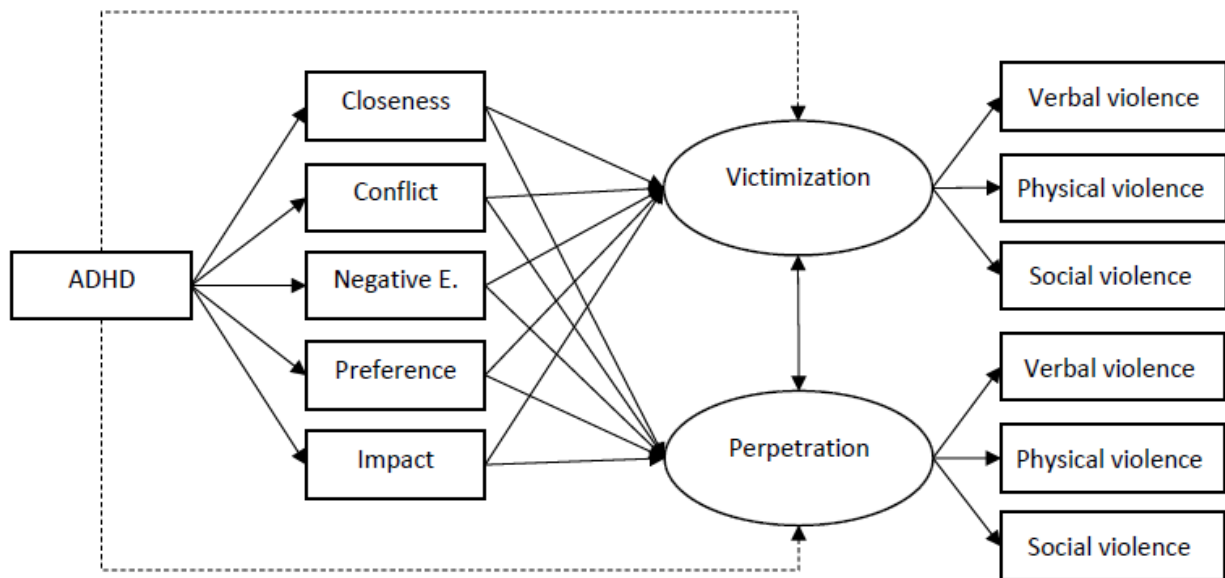 ADHD
Closeness
Conflict
Negative E.
Preference
Impact
Victimization
Perpetration
Verbal violence
Physical violence
Social violence
Verbal violence
Physical violence
Social violence